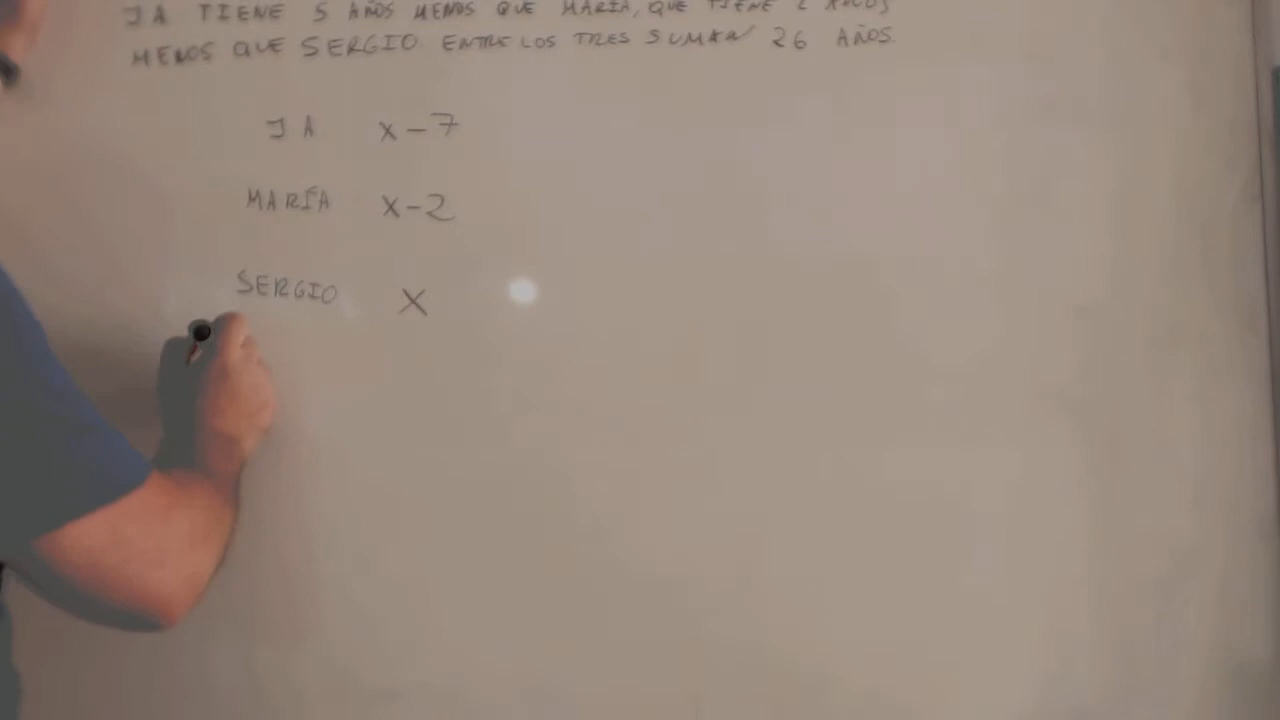 JA TIENE 5 AÑOS MENOS QUE MARÍA, QUE TIENE 2 AÑOS
MENOS QUE SERGIO. ENTRE LOS TRES SUMAN 26 AÑOS.
JA x-7
MARÍA x-2
SERGIO x